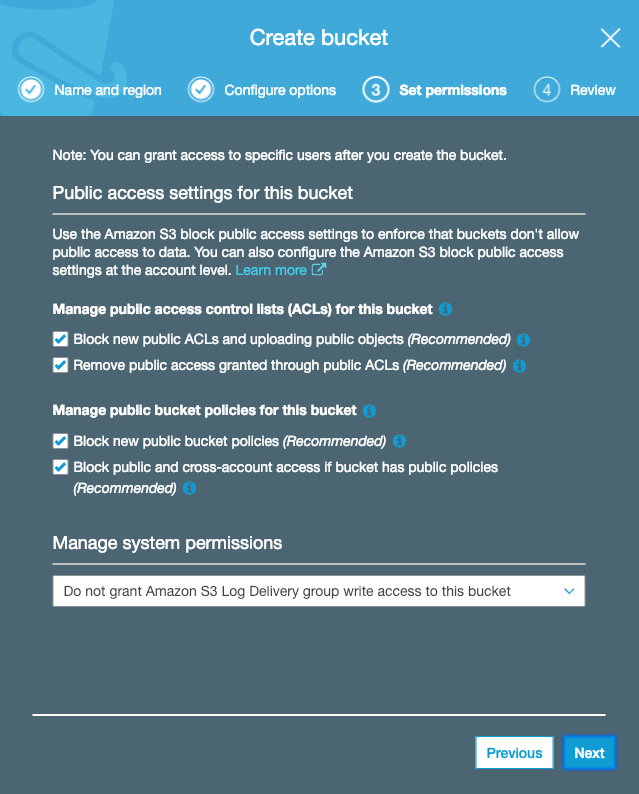 Create bucket
Name and region
Configure options
3 Set permissions
4 Review
Note: You can grant access to specific users after you create the bucket.
Public access settings for this bucket
Use the Amazon S3 block public access settings to enforce that buckets don't allow
public access to data. You can also configure the Amazon S3 block public access
settings at the account level. Learn more
Manage public access control lists (ACLs) for this bucket
Block new public ACLs and uploading public objects (Recommended)
Remove public access granted through public ACLs (Recommended)
Manage public bucket policies for this bucket
Block new public bucket policies (Recommended)
Block public and cross-account access if bucket has public policies
(Recommended)
Manage system permissions
Do not grant Amazon S3 Log Delivery group write access to this bucket
Previous
Next